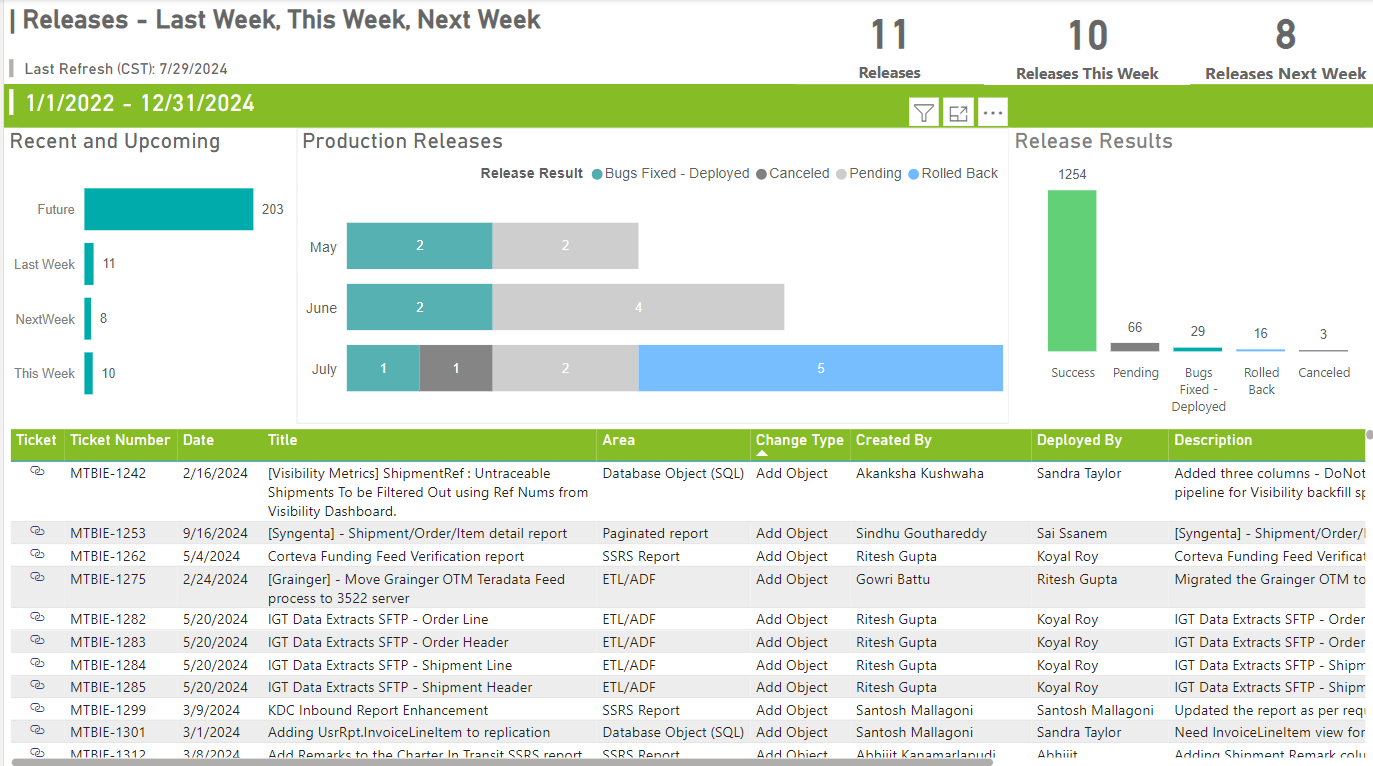 Releases - Last Week, This Week, Next Week
11
Releases
10
Releases This Week
8
Releases Next Week
Last Refresh (CST): 7/29/2024
1/1/2022 - 12/31/2024
Recent and Upcoming
Future 203
Last Week 11
NextWeek 8
This Week 10
Production Releases
Release Result Bugs Fixed - Deployed Canceled Pending Rolled Back
May 2 2
June 2 4
July 1 1 2 5
Release Results
1254
66
29
16
3
Success
Pending
Bugs
Fixed -
Deployed
Rolled
Back
Canceled
Ticket Ticket Number Date Title Area Change Type Created By Deployed By Description
MTBIE-1242 2/16/2024 [Visibility Metrics] ShipmentRef : Untraceable Database Object (SQL) Add Object Akanksha Kushwaha Sandra Taylor Added three columns - DoNot
Shipments To be Filtered Out using Ref Nums from pipeline for Visibility backfill sp
Visibility Dashboard.
MTBIE-1253 9/16/2024 [Syngenta] - Shipment/Order/Item detail report Paginated report Add Object Sindhu Gouthareddy Sai Ssanem [Syngenta] - Shipment/Order/I
MTBIE-1262 5/4/2024 Corteva Funding Feed Verification report SSRS Report Add Object Ritesh Gupta Koyal Roy Corteva Funding Feed Verificat
MTBIE-1275 2/24/2024 [Grainger] - Move Grainger OTM Teradata Feed ETL/ADF Add Object Gowri Battu Ritesh Gupta Migrated the Grainger OTM to
process to 3522 server
MTBIE-1282 5/20/2024 IGT Data Extracts SFTP - Order Line ETL/ADF Add Object Ritesh Gupta Koyal Roy IGT Data Extracts SFTP - Order
MTBIE-1283 5/20/2024 IGT Data Extracts SFTP - Order Header ETL/ADF Add Object Ritesh Gupta Koyal Roy IGT Data Extracts SFTP - Order
MTBIE-1284 5/20/2024 IGT Data Extracts SFTP - Shipment Line ETL/ADF Add Object Ritesh Gupta Koyal Roy IGT Data Extracts SFTP - Shipm
MTBIE-1285 5/20/2024 IGT Data Extracts SFTP - Shipment Header ETL/ADF Add Object Ritesh Gupta Koyal Roy IGT Data Extracts SFTP - Shipm
MTBIE-1299 3/9/2024 KDC Inbound Report Enhancement SSRS Report Add Object Santosh Mallagoni Santosh Mallagoni Updated the report as per requ
MTBIE-1301 3/1/2024 Adding UsrRpt.InvoiceLineItem to replication Database Object (SQL) Add Object Santosh Mallagoni Sandra Taylor Need InvoiceLineItem view for
MTBIE-1312 3/8/2024 Add Remarks to the Charter In Transit SSRS report SSRS Report Add Object Abhijit Kanamarlapudi Abhijit Adding Shipment Remark colu